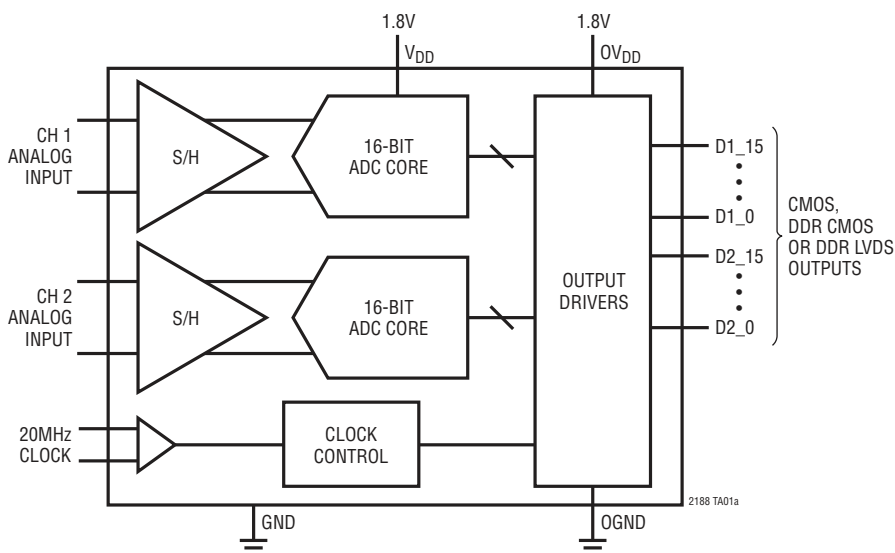 1.8V
1.8V
VDD
OVDD
CH 1
ANALOG
INPUT
S/H
16-BIT
ADC CORE
D1_15
D1_0
CH 2
ANALOG
INPUT
S/H
16-BIT
ADC CORE
OUTPUT
DRIVERS
D2_15
D2_0
CMOS,
DDR CMOS
OR DDR LVDS
OUTPUTS
20MHz
CLOCK
CLOCK
CONTROL
GND
OGND
2188 TA01a